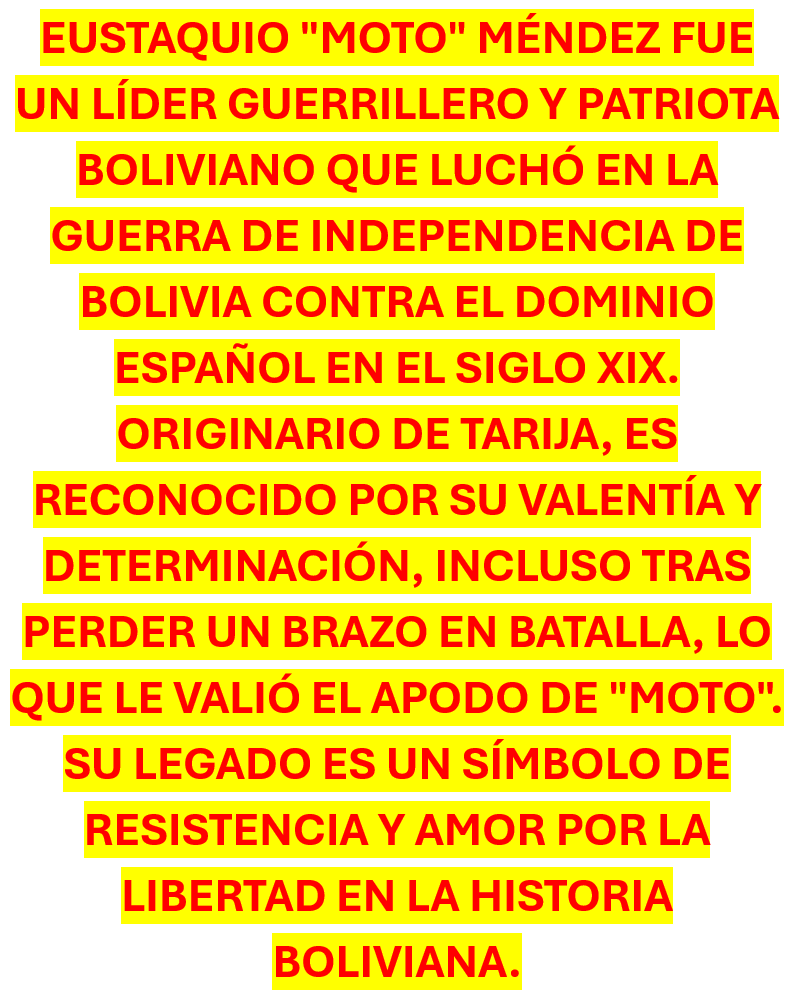 EUSTAQUIO "MOTO" MÉNDEZ FUE
UN LÍDER GUERRILLERO Y PATRIOTA
BOLIVIANO QUE LUCHÓ EN LA
GUERRA DE INDEPENDENCIA DE
BOLIVIA CONTRA EL DOMINIO
ESPAÑOL EN EL SIGLO XIX.
ORIGINARIO DE TARIJA, ES
RECONOCIDO POR SU VALENTÍA Y
DETERMINACIÓN, INCLUSO TRAS
PERDER UN BRAZO EN BATALLA, LO
QUE LE VALIÓ EL APODO DE "MOTO".
SU LEGADO ES UN SÍMBOLO DE
RESISTENCIA Y AMOR POR LA
LIBERTAD EN LA HISTORIA
BOLIVIANA.